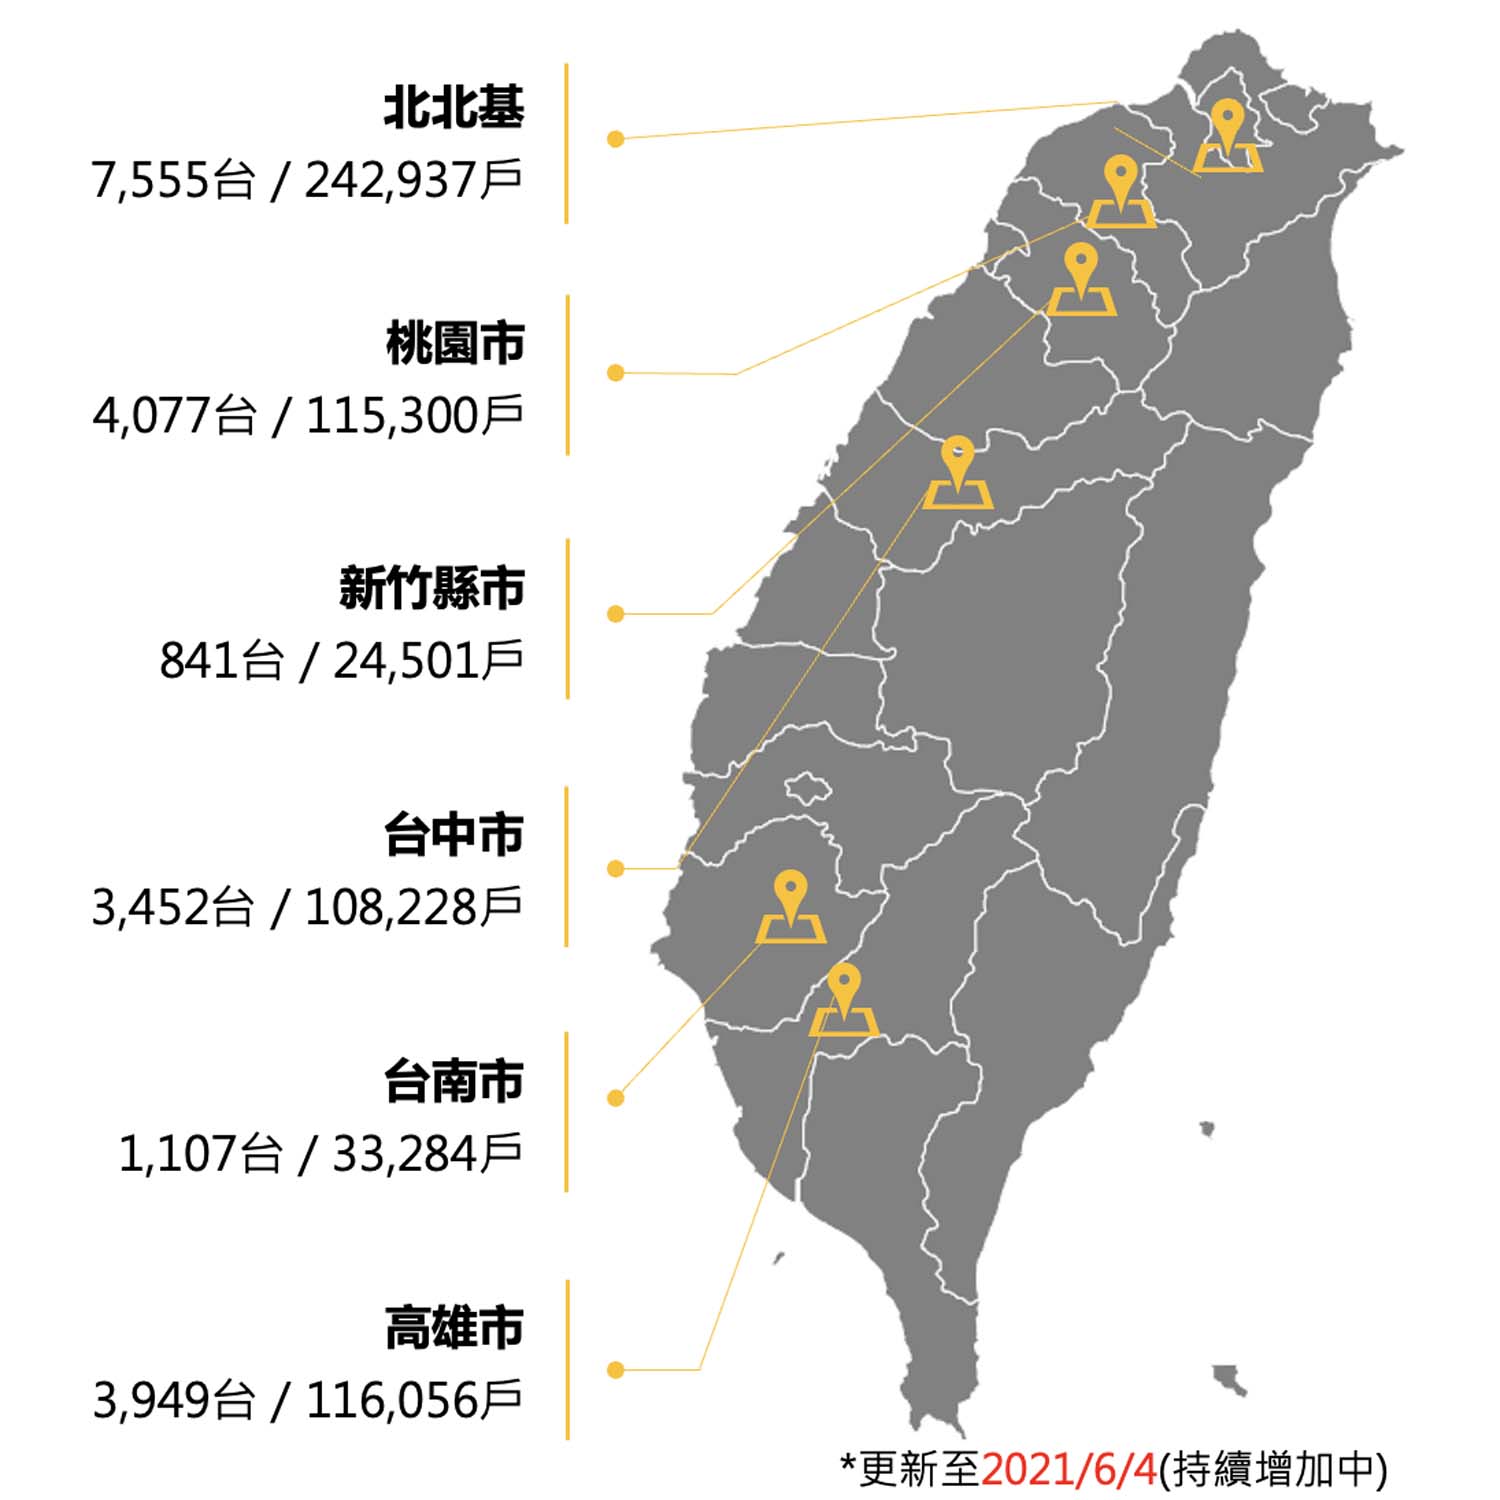 北北基
7,555台 / 242,937戶
桃園市
4,077台 / 115,300戶
新竹縣市
841台 / 24,501戶
台中市
3,452台 / 108,228戶
台南市
1,107台 / 33,284戶
高雄市
3,949台 / 116,056戶
*更新至2021/6/4(持續增加中)